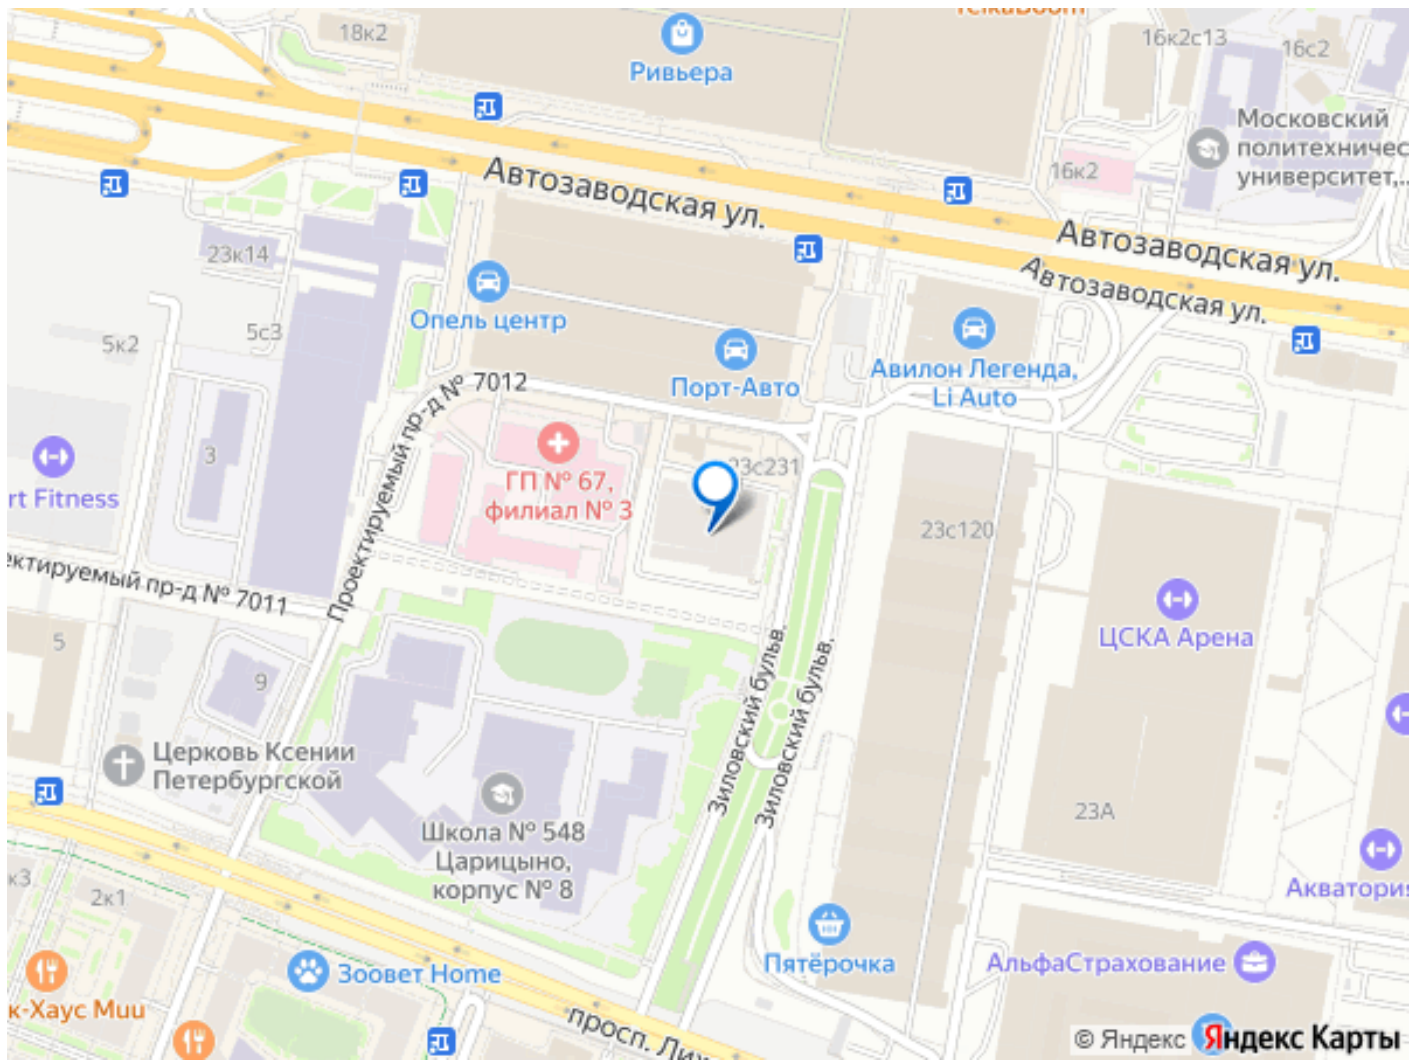 18к2
Ривьера
16к2с13
16с2
Московский
политехничес
университет,..
16к2
Автозаводская ул.
Автозаводская ул.
Автозаводская ул.
23к14
Опель центр
5с3
5к2
Порт-Авто
Авилон Легенда,
Li Auto
Проектируемый пр-д № 7012
3
rt Fitness
ГП № 67,
филиал № 3
23с231
23с120
ектируемый пр-д № 7011
5
9
ЦСКА Арена
Зиловский бульв.
Зиловский бульв.
Церковь Ксении
Петербургской
Школа № 548
Царицыно,
корпус № 8
23А
к3
2к1
Акватория
Пятёрочка
АльфаСтрахование
Зоовет Home
к-Хаус Muu
просп. Лих
© Яндекс
Яндекс Карты